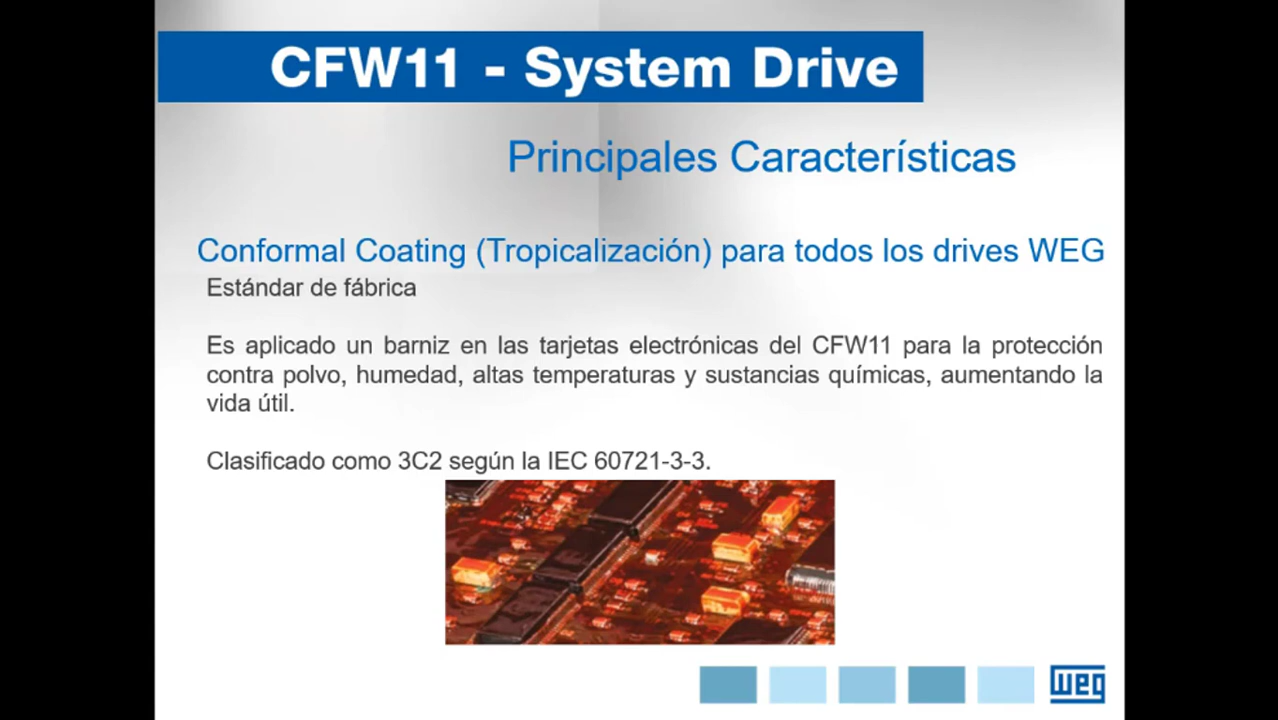 CFW11 - System Drive
Principales Características
Conformal Coating (Tropicalización) para todos los drives WEG
Estándar de fábrica
Es aplicado un barniz en las tarjetas electrónicas del CFW11 para la protección
contra polvo, humedad, altas temperaturas y sustancias químicas, aumentando la
vida útil.
Clasificado como 3C2 según la IEC 60721-3-3.
weg